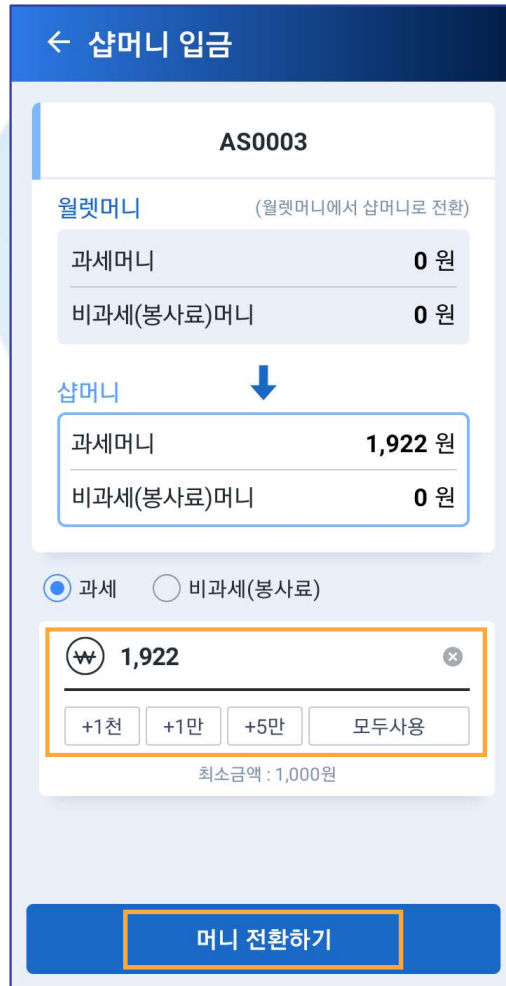 ← 샵머니 입금
AS0003
월렛머니 (월렛머니에서 샵머니로 전환)
과세머니 0 원
비과세(봉사료)머니 0 원
샵머니
과세머니 1,922 원
비과세(봉사료)머니 0 원
과세 비과세(봉사료)
₩ 1,922
+1천 +1만 +5만 모두사용
최소금액 : 1,000원
머니 전환하기